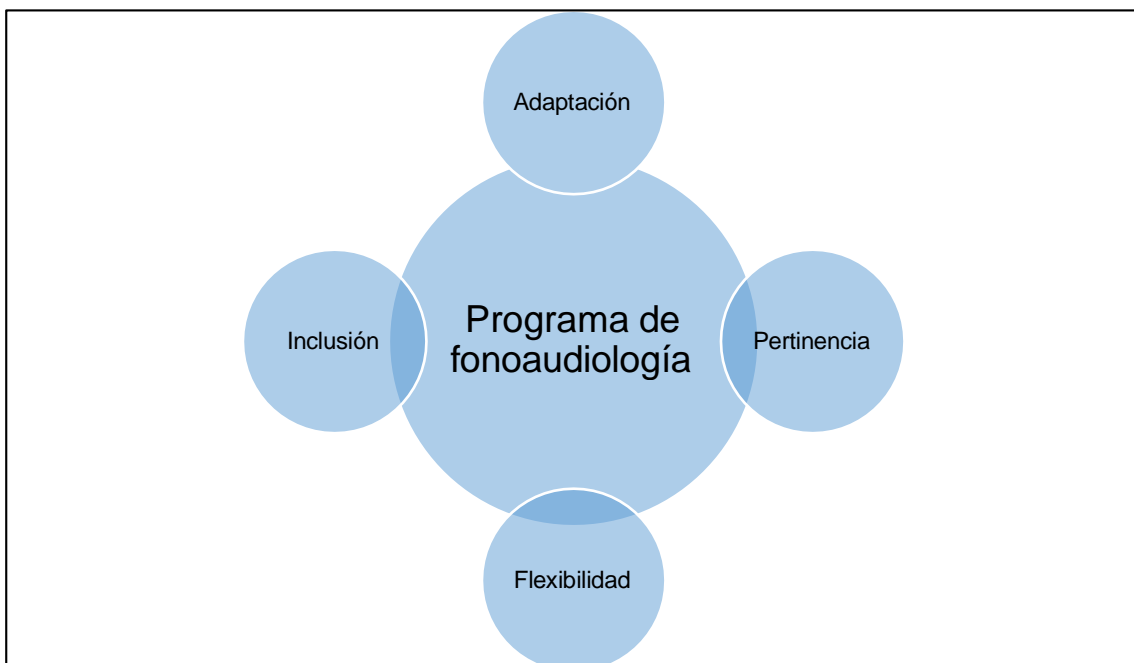 Adaptación
Inclusión
Programa de
fonoaudiología
Pertinencia
Flexibilidad